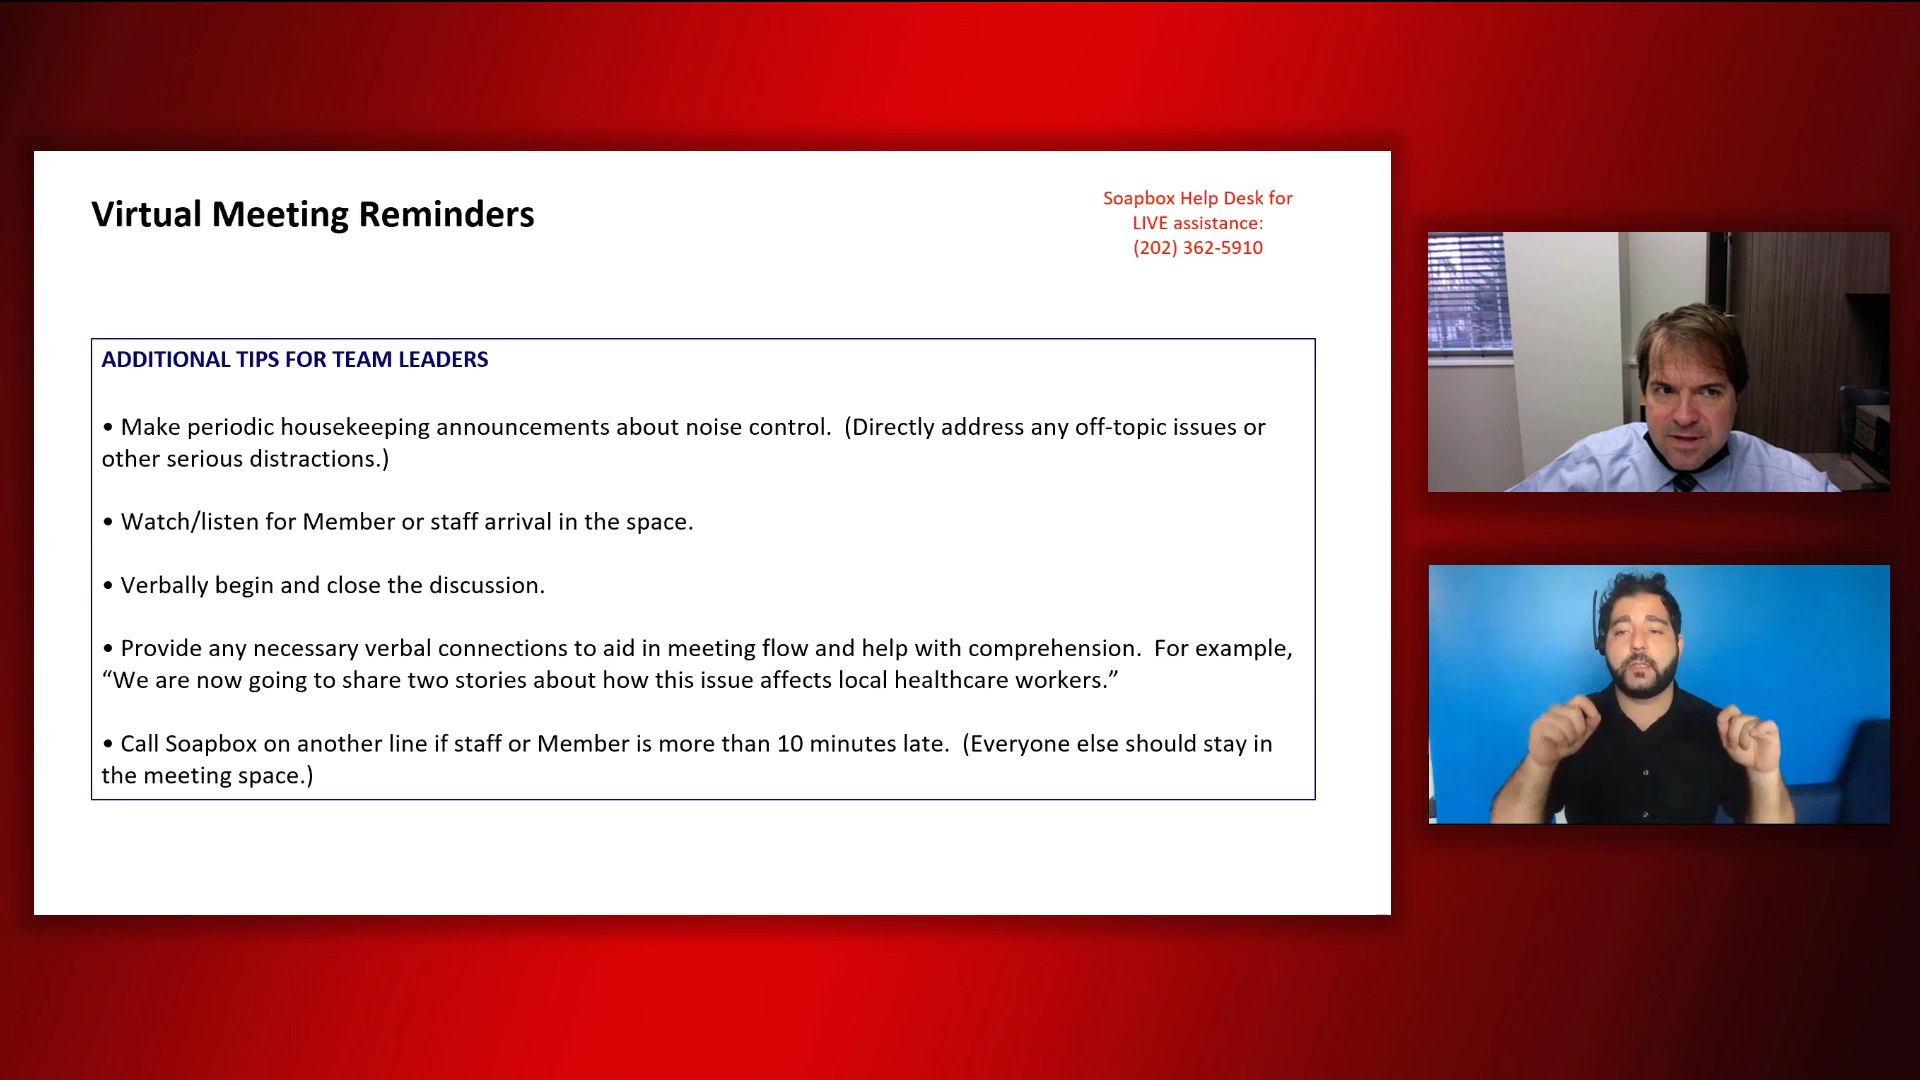 Virtual Meeting Reminders
Soapbox Help Desk for
LIVE assistance:
(202) 362-5910
ADDITIONAL TIPS FOR TEAM LEADERS
• Make periodic housekeeping announcements about noise control.  (Directly address any off-topic issues or
other serious distractions.)
• Watch/listen for Member or staff arrival in the space.
• Verbally begin and close the discussion.
• Provide any necessary verbal connections to aid in meeting flow and help with comprehension.  For example,
“We are now going to share two stories about how this issue affects local healthcare workers.”
• Call Soapbox on another line if staff or Member is more than 10 minutes late.  (Everyone else should stay in
the meeting space.)